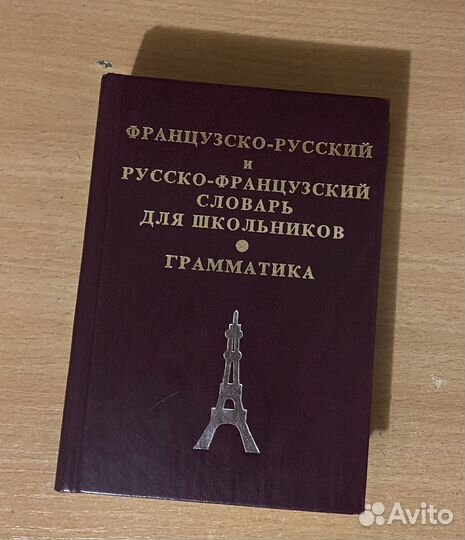 ФРАНЦУЗСКО-РУССКИЙ
и
РУССКО-ФРАНЦУЗСКИЙ
СЛОВАРЬ
ДЛЯ ШКОЛЬНИКОВ
ГРАММАТИКА
Avito